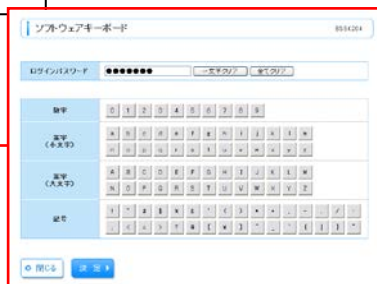 ソフトウェアキーボード BSSK204
ログインパスワード ●●●●●●● 一文字クリア 全てクリア
数字 0 1 2 3 4 5 6 7 8 9
英字 a b c d e f g h i j k l m
(小文字) n o p q r s t u v w x y z
英字 A B C D E F G H I J K L M
(大文字) N O P Q R S T U V W X Y Z
記号
閉じる 決定